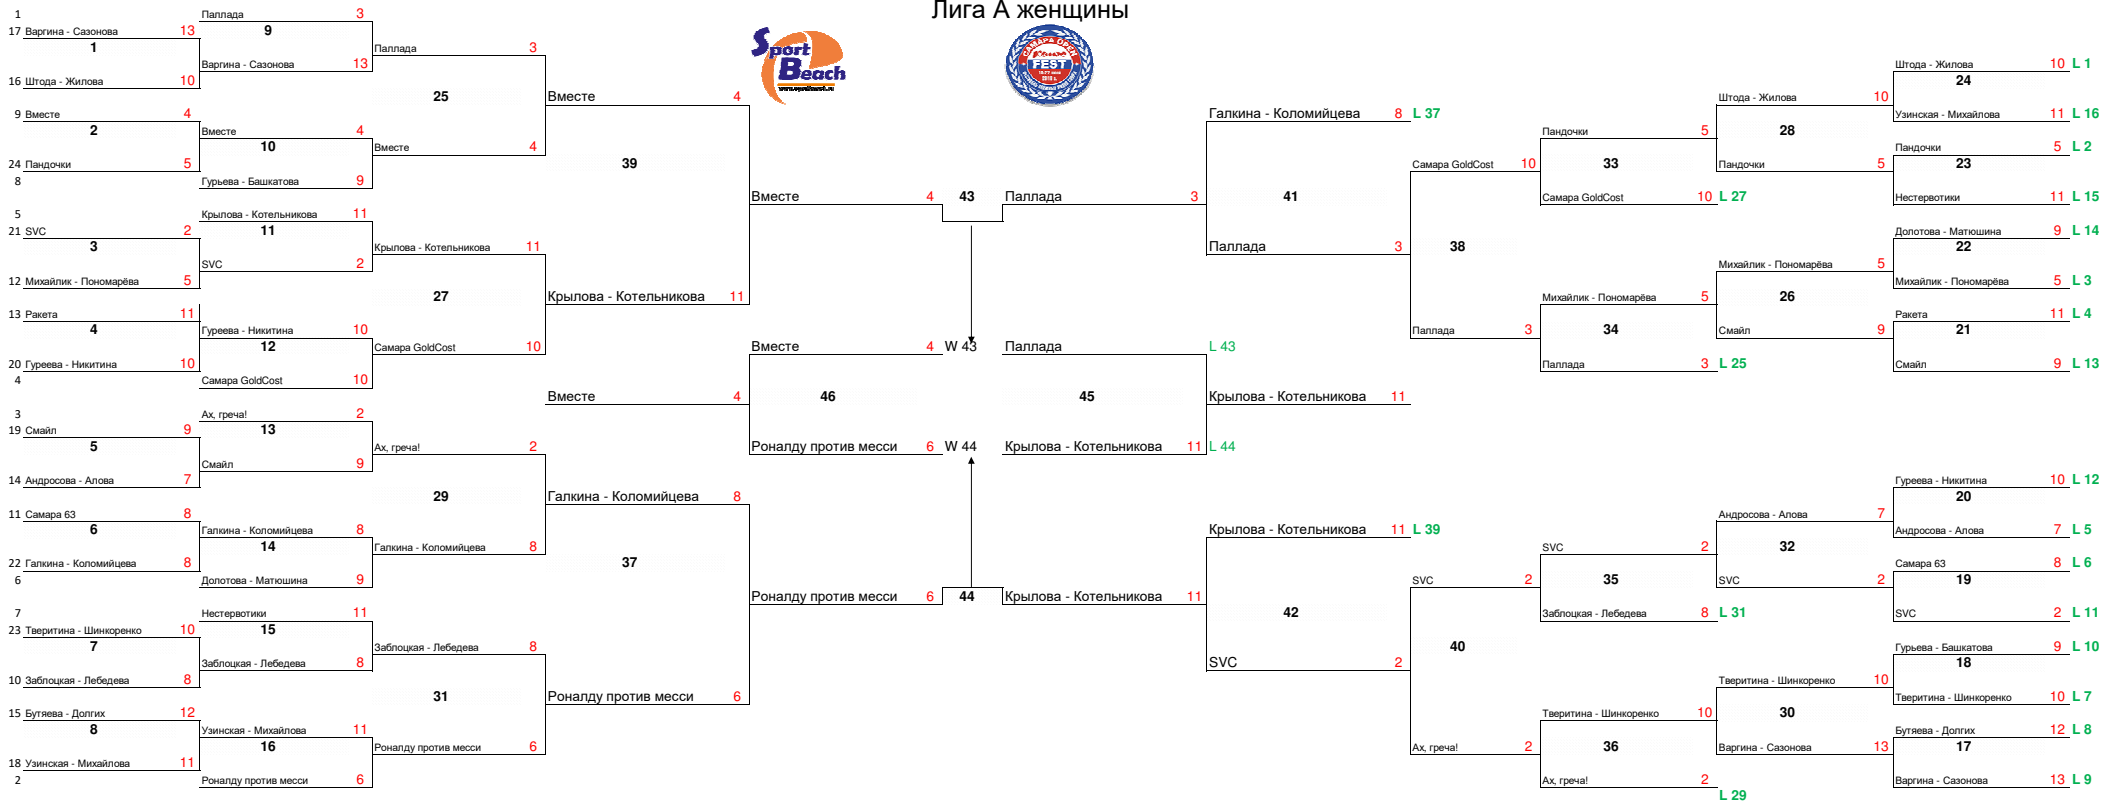 Лига А женщины
1 Паллада 3
17 Варгина - Сазонова 13 9
1 Варгина - Сазонова 13
16 Штода - Жилова 10
Паллада 3
25
9 Вместе 4
2 Вместе 4
10
24 Пандочки 5
8 Гурьева - Башкатова 9
Вместе 4
Вместе 4
39
5 Крылова - Котельникова 11
21 SVC 2 11
3 SVC 2
12 Михайлик - Пономарёва 5
Крылова - Котельникова 11
27
Крылова - Котельникова 11
13 Ракета 11
4 Гуреева - Никитина 10
12
20 Гуреева - Никитина 10
4 Самара GoldCost 10
Самара GoldCost 10
3 Ах, греча! 2
19 Смайл 9 13
5 Смайл 9
14 Андросова - Алова 7
Ах, греча! 2
29
Галкина - Коломийцева 8
11 Самара 63 8
6 Галкина - Коломийцева 8
14
22 Галкина - Коломийцева 8
6 Долотова - Матюшина 9
Галкина - Коломийцева 8
37
7 Нестервотики 11
23 Тверитина - Шинкоренко 10 15
7 Заблоцкая - Лебедева 8
10 Заблоцкая - Лебедева 8
Заблоцкая - Лебедева 8
31
Роналду против месси 6
15 Бутяева - Долгих 12
8 Узинская - Михайлова 11
16
18 Узинская - Михайлова 11
2 Роналду против месси 6
Роналду против месси 6
Sport
Beach
www.sportbeach.ru
САМАРА OPEN
FEST
Вместе 4 43 Паллада 3
Вместе 4 W 43 Паллада L 43
Вместе 4 46 45 Крылова - Котельникова 11
Роналду против месси 6 W 44 Крылова - Котельникова 11 L 44
Роналду против месси 6 44 Крылова - Котельникова 11
Галкина - Коломийцева 8 L 37
41
Паллада 3
Самара GoldCost 10
38
Паллада 3
Пандочки 5
33
Самара GoldCost 10 L 27
Михайлик - Пономарёва 5
34
Паллада 3 L 25
Штода - Жилова 10
28
Пандочки 5
Михайлик - Пономарёва 5
26
Смайл 9
Штода - Жилова 10 L 1
24
Узинская - Михайлова 11 L 16
Пандочки 5 L 2
23
Нестервотики 11 L 15
Долотова - Матюшина 9 L 14
22
Михайлик - Пономарёва 5 L 3
Ракета 11 L 4
21
Смайл 9 L 13
Крылова - Котельникова 11 L 39
42
SVC 2
SVC 2
40
Ах, греча! 2
SVC 2
35
Заблоцкая - Лебедева 8 L 31
Тверитина - Шинкоренко 10
36
Ах, греча! 2
L 29
Андросова - Алова 7
32
SVC 2
Тверитина - Шинкоренко 10
30
Варгина - Сазонова 13
Гуреева - Никитина 10 L 12
20
Андросова - Алова 7 L 5
Самара 63 8 L 6
19
SVC 2 L 11
Гурьева - Башкатова 9 L 10
18
Тверитина - Шинкоренко 10 L 7
Бутяева - Долгих 12 L 8
17
Варгина - Сазонова 13 L 9